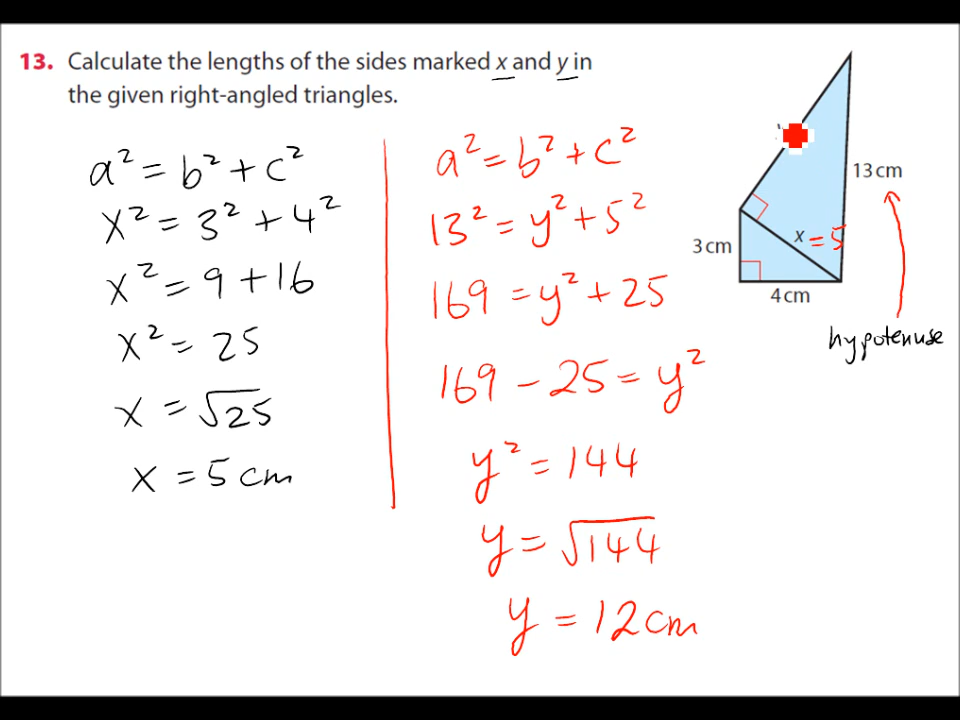 13. Calculate the lengths of the sides marked x and y in
the given right-angled triangles.
a² = b² + c²
x² = 3² + 4²
x² = 9 + 16
x² = 25
x = √25
x = 5 cm
a² = b² + c²
13² = y² + 5²
169 = y² + 25
169 - 25 = y²
y² = 144
y = √144
y = 12 cm
13 cm
x = 5
3 cm
4 cm
hypotenuse